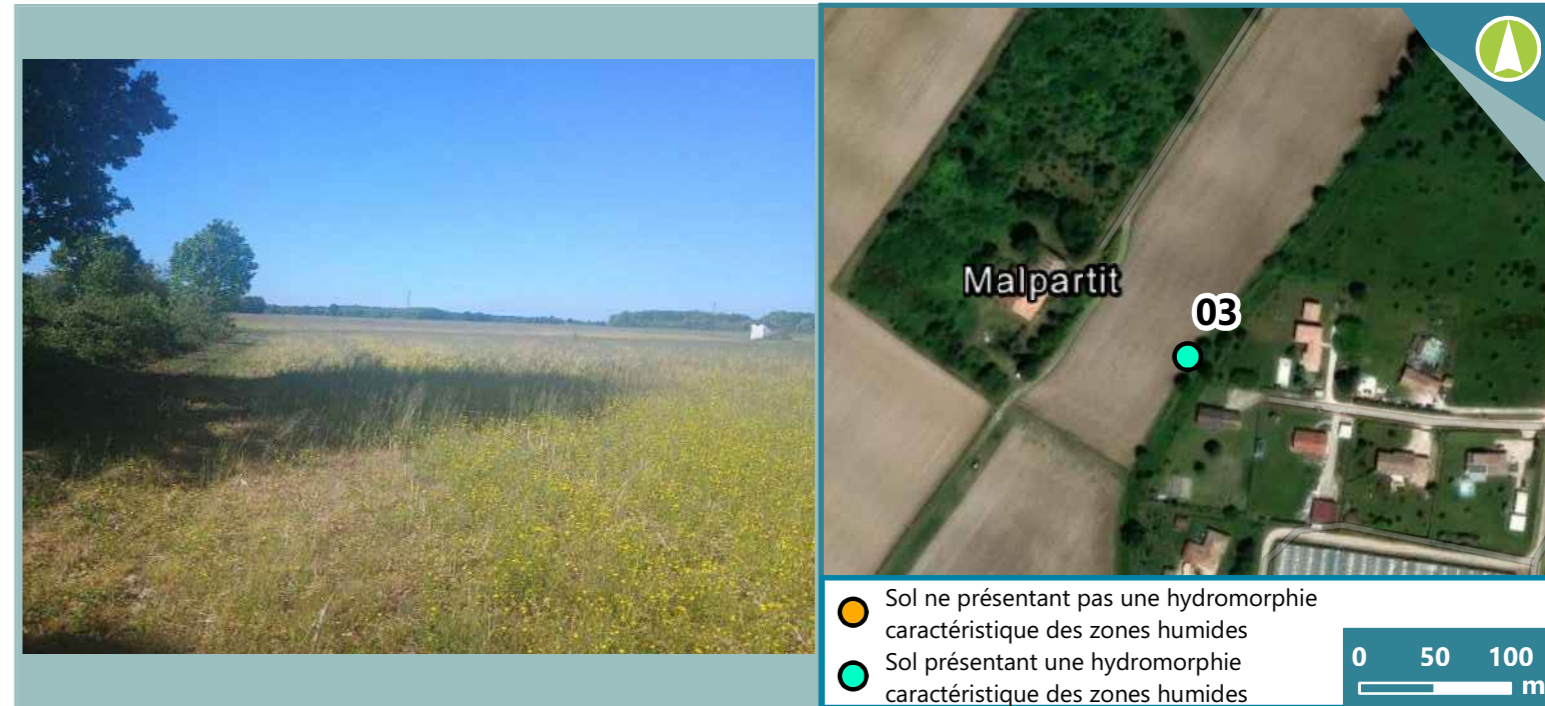 Malpartit
03
Sol ne présentant pas une hydromorphie
caractéristique des zones humides
Sol présentant une hydromorphie
caractéristique des zones humides
0 50 100
m